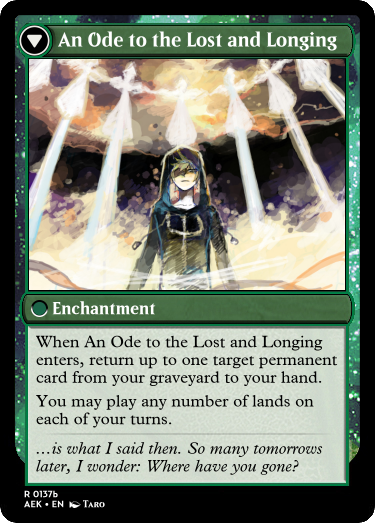 An Ode to the Lost and Longing
Enchantment
When An Ode to the Lost and Longing
enters, return up to one target permanent
card from your graveyard to your hand.
You may play any number of lands on
each of your turns.
…is what I said then. So many tomorrows
later, I wonder: Where have you gone?
R 0137b
AEK • EN Taro